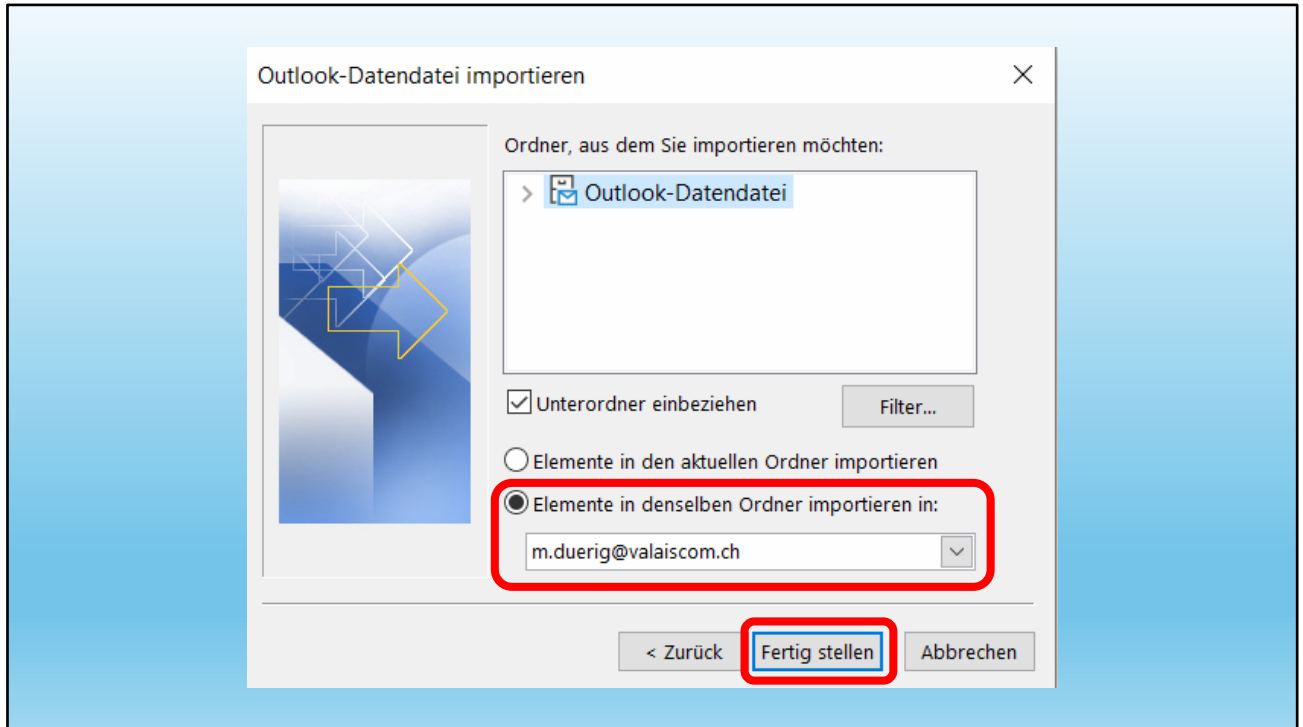 Outlook-Datendatei importieren
Ordner, aus dem Sie importieren möchten:
Outlook-Datendatei
Unterordner einbeziehen
Filter...
Elemente in den aktuellen Ordner importieren
Elemente in denselben Ordner importieren in:
m.duerig@valaiscom.ch
< Zurück
Fertig stellen
Abbrechen